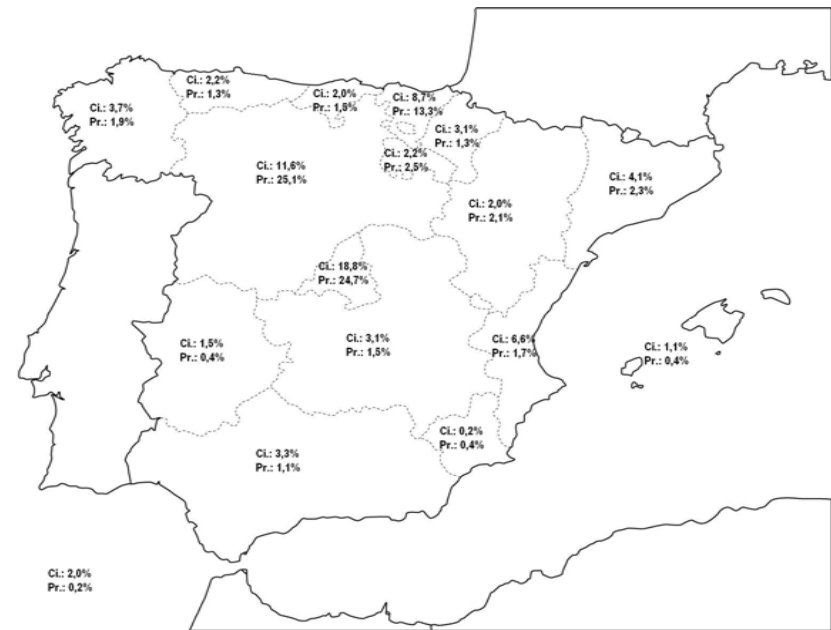 Ci.: 2,2%
Pr.: 1,3%
Ci.: 2,0%
Pr.: 1,5%
Ci.: 8,7%
Pr.: 13,3%
Ci.: 3,7%
Pr.: 1,9%
Ci.: 3,1%
Pr.: 1,3%
Ci.: 2,2%
Pr.: 2,5%
Ci.: 11,6%
Pr.: 25,1%
Ci.: 4,1%
Pr.: 2,3%
Ci.: 2,0%
Pr.: 2,1%
Ci.: 18,8%
Pr.: 24,7%
Ci.: 3,1%
Pr.: 1,5%
Ci.: 6,6%
Pr.: 1,7%
Ci.: 1,5%
Pr.: 0,4%
Ci.: 1,1%
Pr.: 0,4%
Ci.: 0,2%
Pr.: 0,4%
Ci.: 3,3%
Pr.: 1,1%
Ci.: 2,0%
Pr.: 0,2%